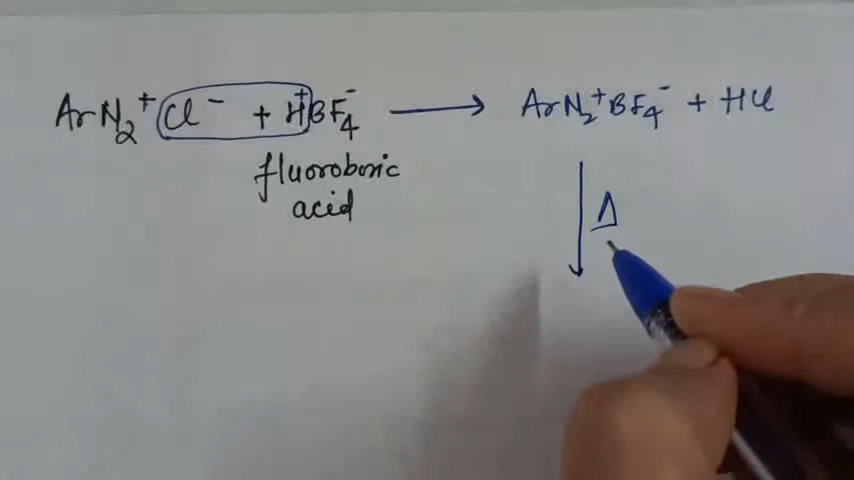 ArN₂⁺Cl⁻ + H⁺BF₄⁻ ⟶ ArN₂⁺BF₄⁻ + HCl
fluoroboric
acid
Δ